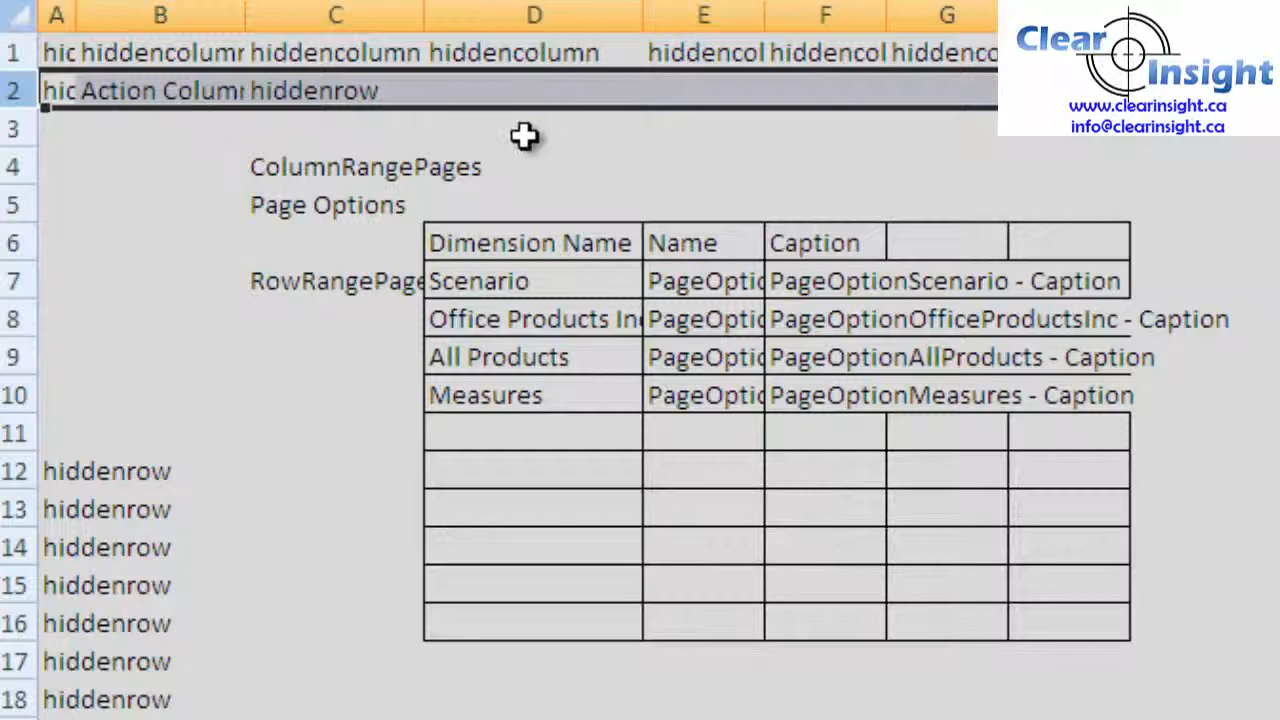 A B C D E F G
1 hic hiddencolumr hiddencolumn hiddencolumn hiddencol hiddencol hiddenco
2 hic Action Colum hiddenrow
3
4 ColumnRangePages
5 Page Options
6 Dimension Name Name Caption
7 RowRangePage Scenario PageOptic PageOptionScenario - Caption
8 Office Products Inc PageOptic PageOptionOfficeProductsInc - Caption
9 All Products PageOptic PageOptionAllProducts - Caption
10 Measures PageOptic PageOptionMeasures - Caption
11
12 hiddenrow
13 hiddenrow
14 hiddenrow
15 hiddenrow
16 hiddenrow
17 hiddenrow
18 hiddenrow
Clear
Insight
www.clearinsight.ca
info@clearinsight.ca